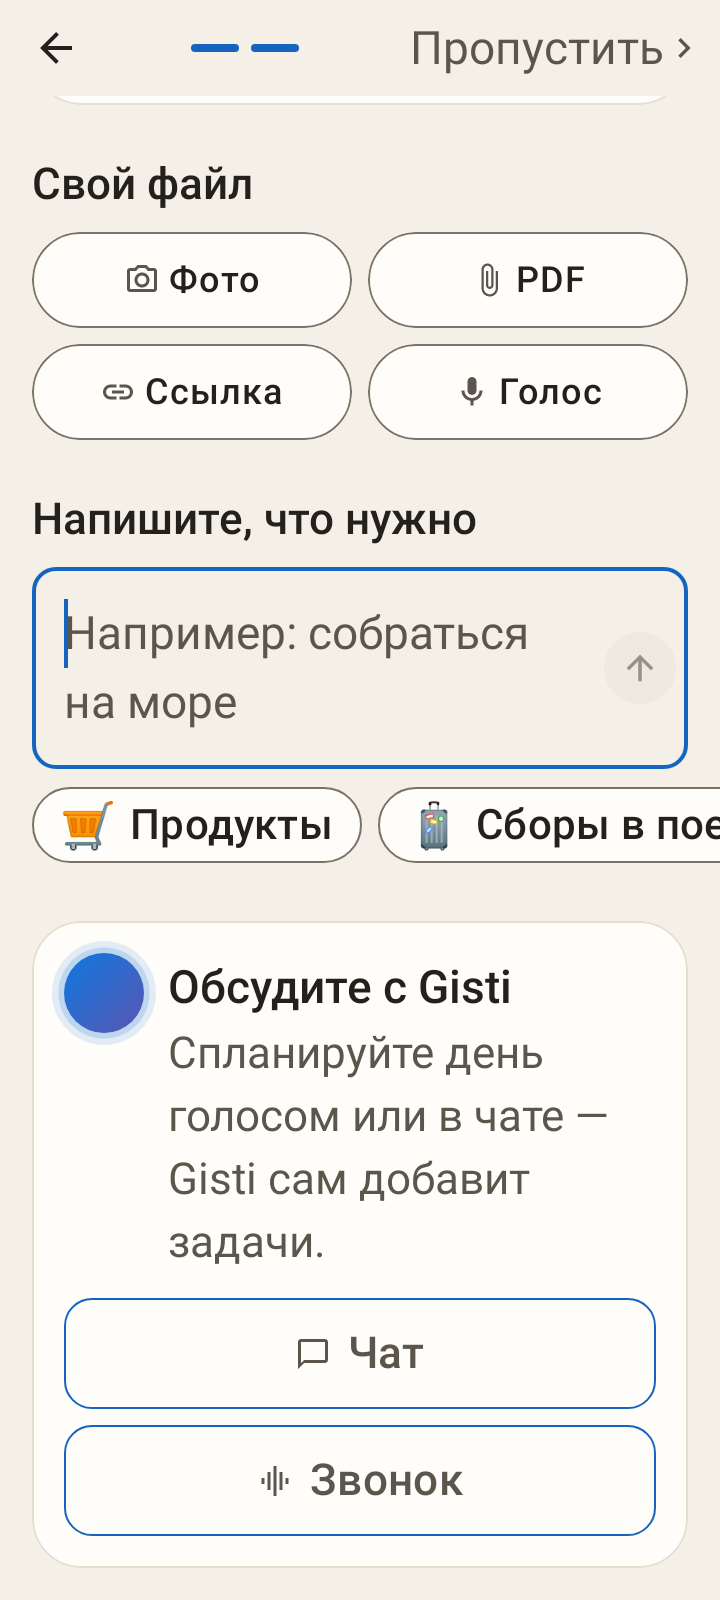 Пропустить
Свой файл
Фото
PDF
Ссылка
Голос
Напишите, что нужно
Например: собраться
на море
Продукты
Сборы в пое
Обсудите с Gisti
Спланируйте день
голосом или в чате —
Gisti сам добавит
задачи.
Чат
Звонок